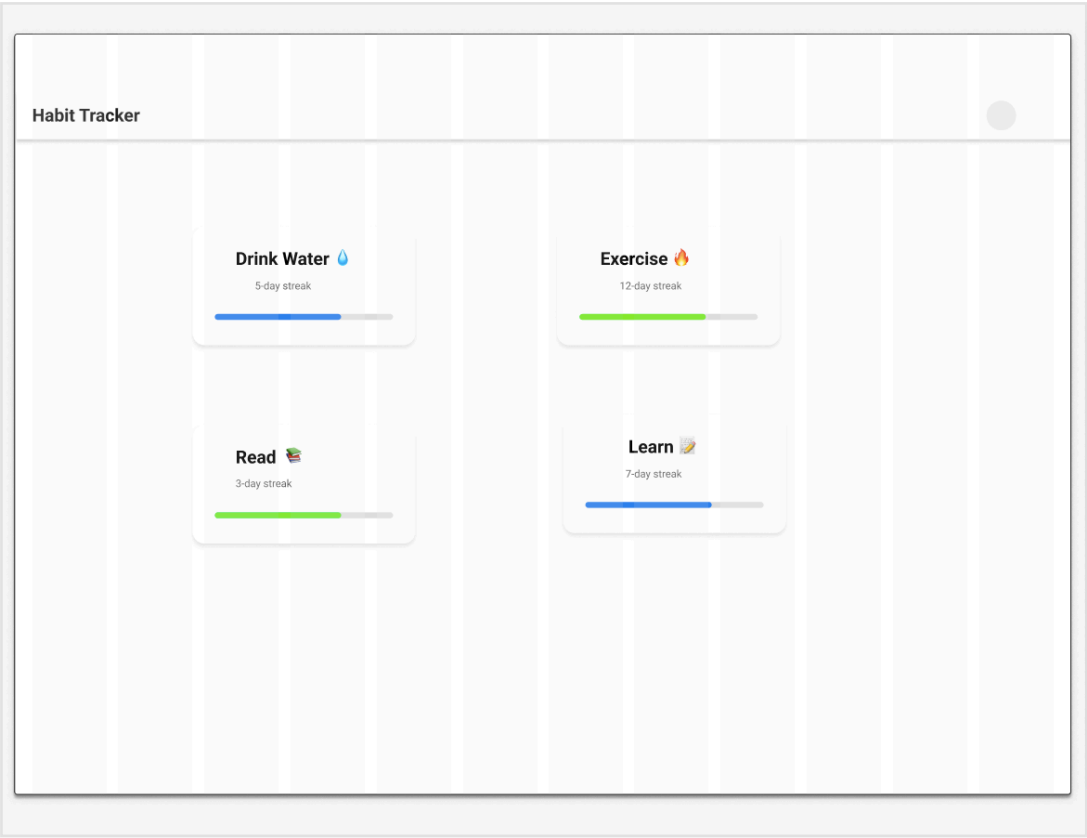 Habit Tracker
Drink Water 💧
5-day streak
Exercise 🔥
12-day streak
Read 📚
3-day streak
Learn 📝
7-day streak